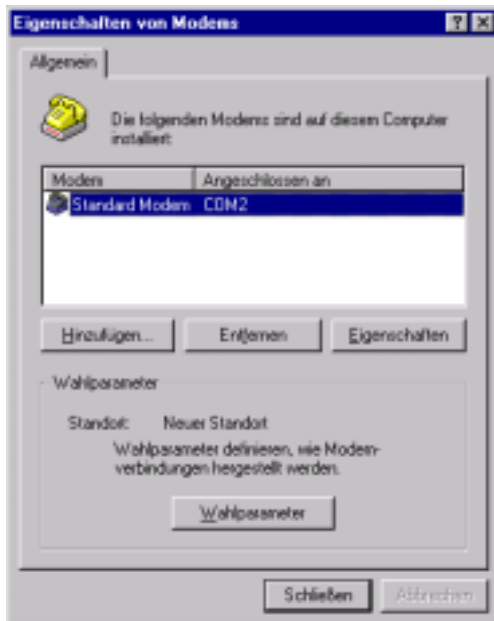 Eigenschaften von Modems
Allgemein
Die folgenden Modems sind auf diesem Computer
installiert:
Modem Angeschlossen an
Standard Modem COM2
Hinzufügen... Entfernen Eigenschaften
Wahlparameter
Standort: Neuer Standort
Wahlparameter definieren, wie Modem-
verbindungen hergestellt werden.
Wahlparameter
Schließen Abbrechen